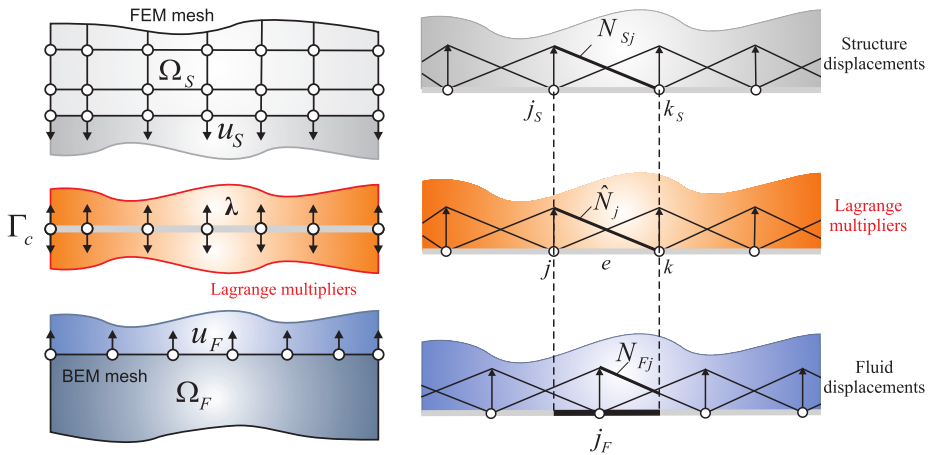 FEM mesh
Ω_S
u_S
Γ_c
λ
Lagrange multipliers
u_F
BEM mesh
Ω_F
N_Sj
Structure
displacements
j_S k_S
N̂_j
Lagrange
multipliers
j e k
N_Fj
Fluid
displacements
j_F